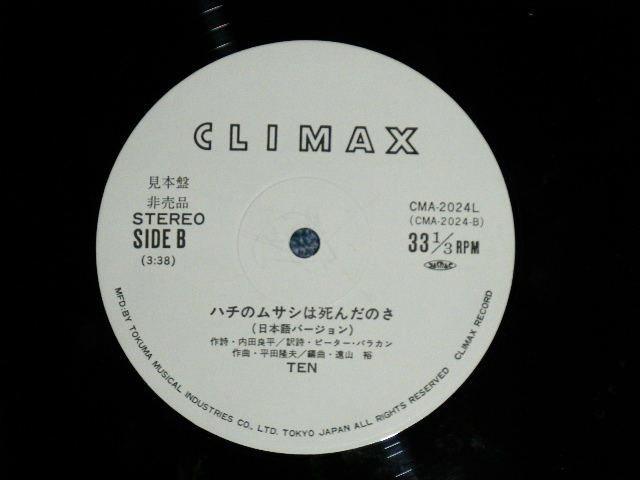 CLIMAX
見本盤
非売品
STEREO
SIDE B
(3:38)
CMA-2024L
(CMA-2024-B)
33 1/3 RPM
ハチのムサシは死んだのさ
(日本語バージョン)
作詩・内田良平/訳詩・ピーター・バラカン
作曲・平田隆夫/編曲・遠山 裕
TEN
MFD: BY TOKUMA MUSICAL INDUSTRIES CO., LTD. TOKYO JAPAN ALL RIGHTS RESERVED CLIMAX RECORD